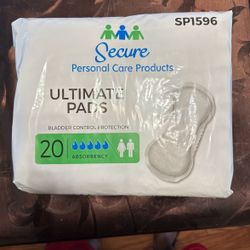 SP1596
Secure
Personal Care Products
ULTIMATE
PADS
BLADDER CONTROL PROTECTION
20
ABSORBENCY